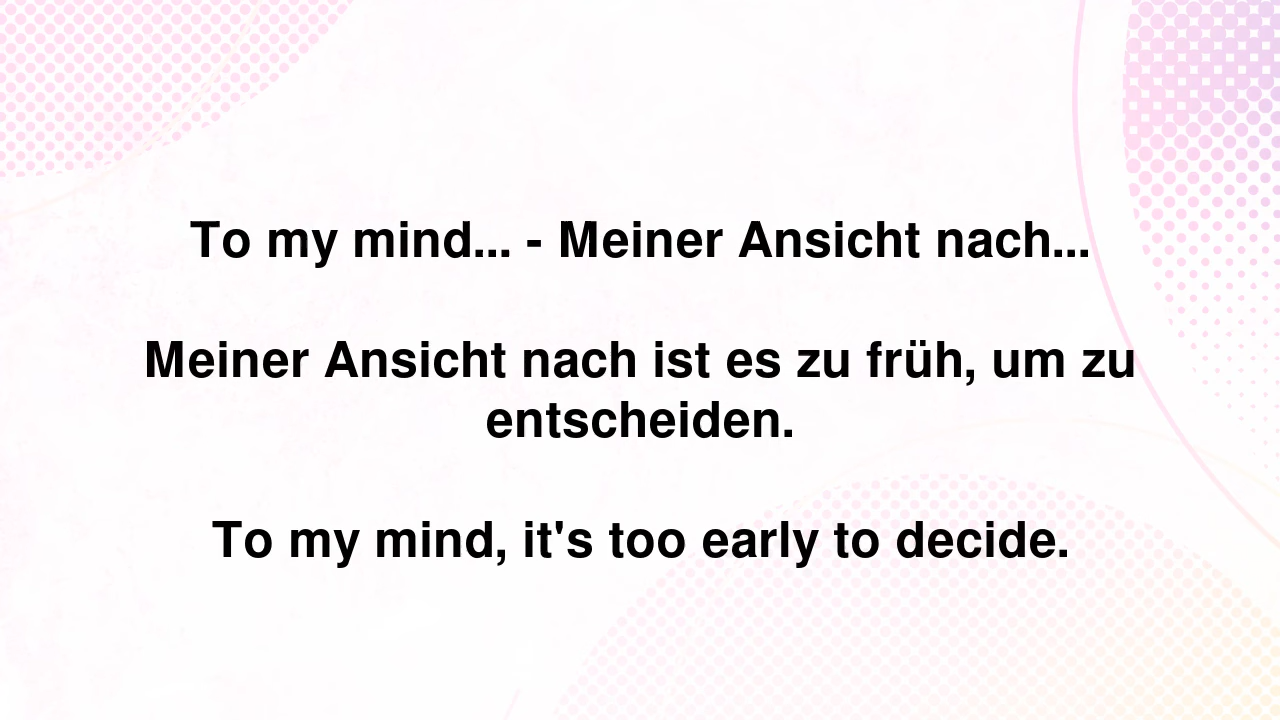 To my mind... - Meiner Ansicht nach...
Meiner Ansicht nach ist es zu früh, um zu
entscheiden.
To my mind, it's too early to decide.